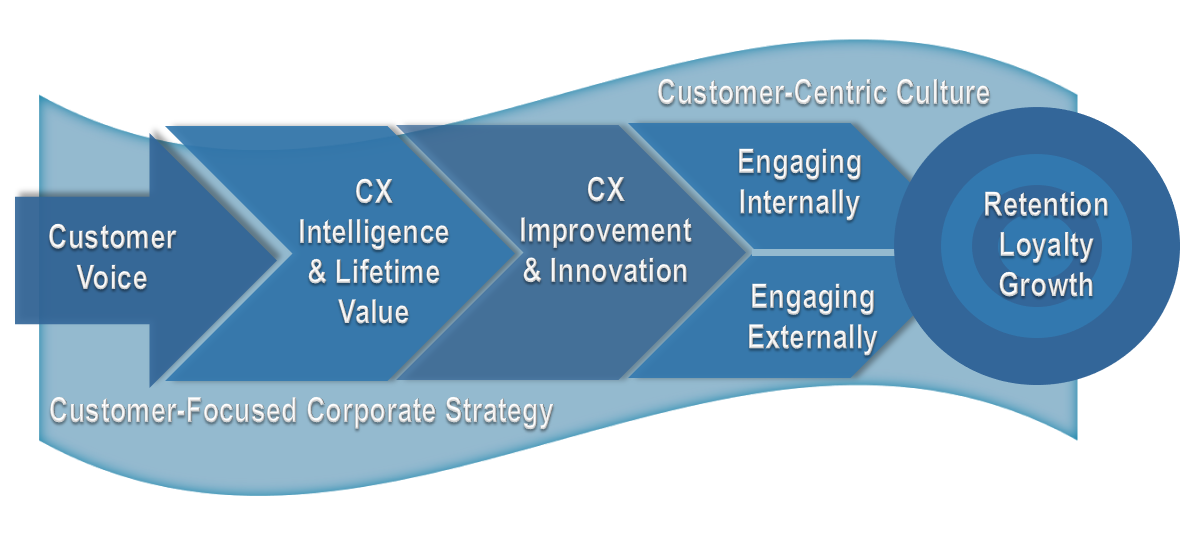 Customer-Centric Culture
Customer
Voice
CX
Intelligence
& Lifetime
Value
CX
Improvement
& Innovation
Engaging
Internally
Engaging
Externally
Retention
Loyalty
Growth
Customer-Focused Corporate Strategy